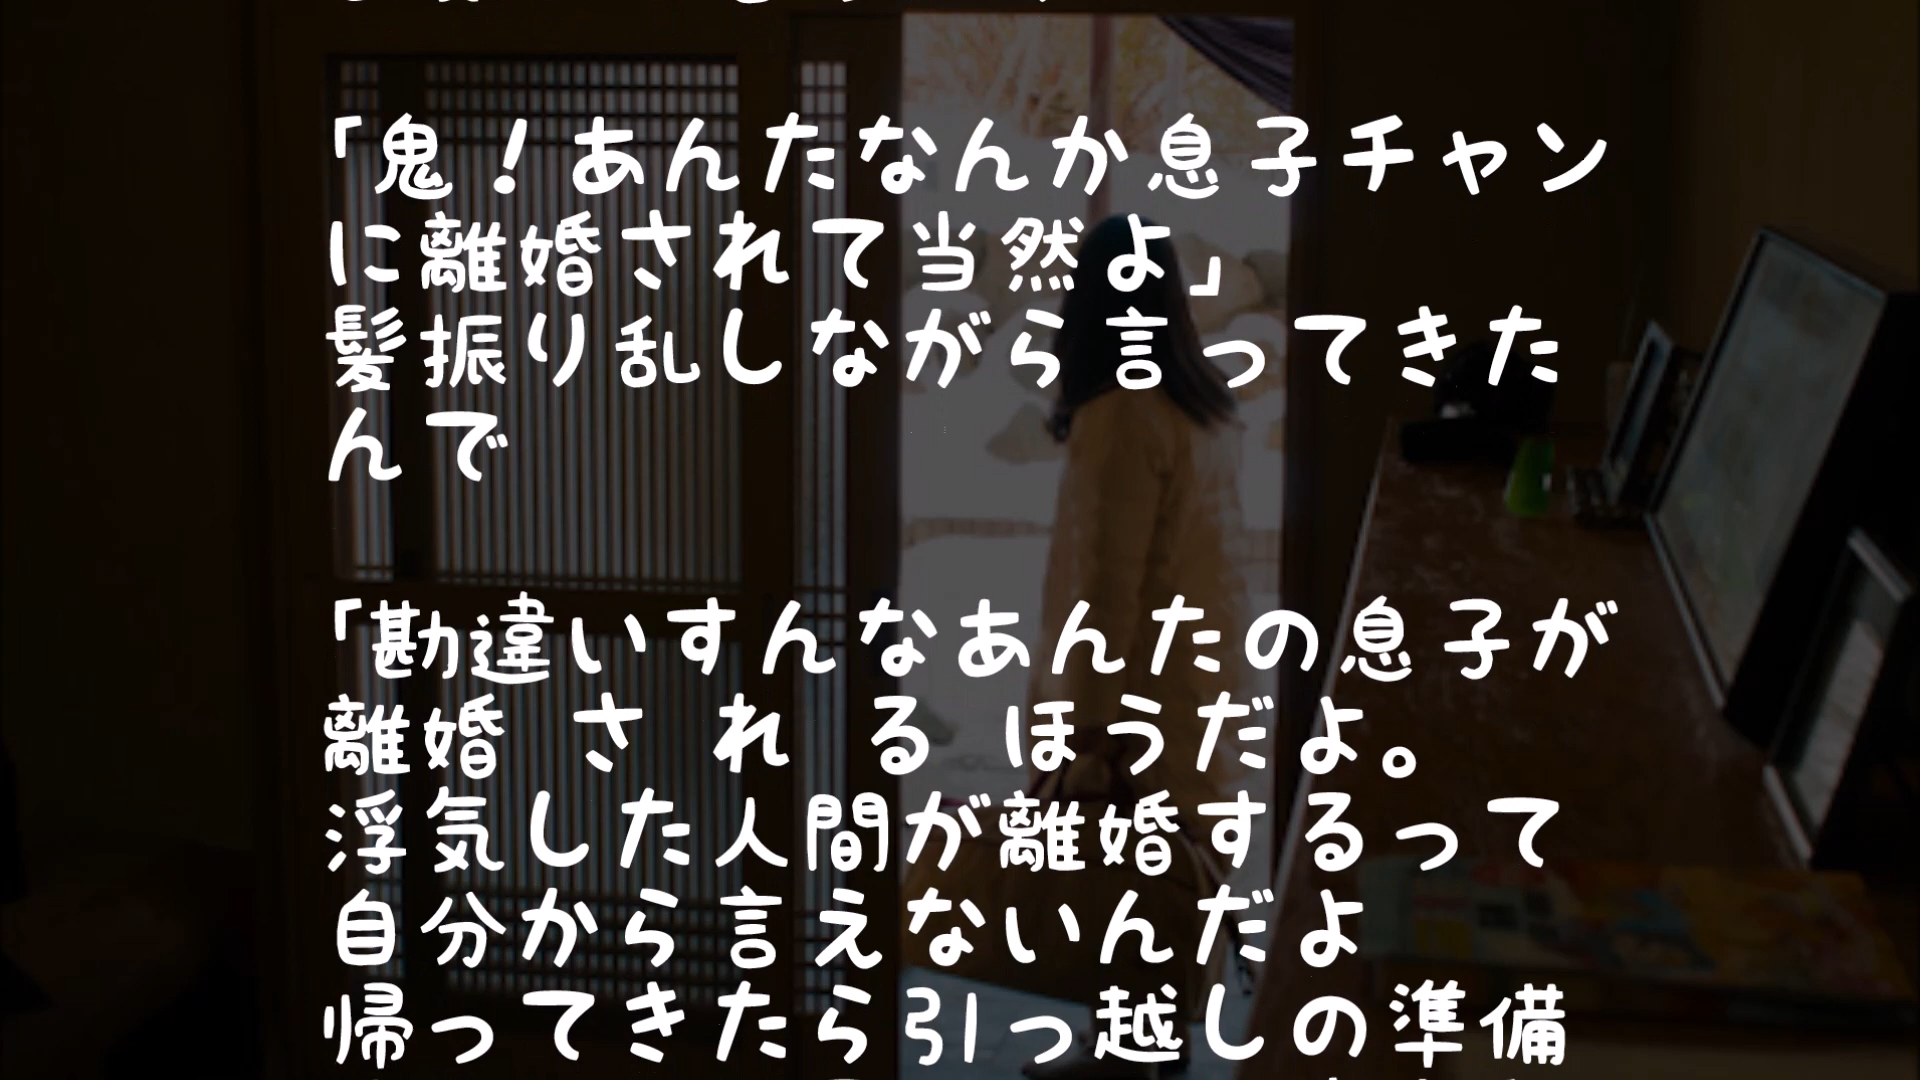 「鬼！あんたなんか息子チャン
に離婚されて当然よ」
髪振り乱しながら言ってきた
んで
「勘違いすんなあんたの息子が
離婚 さ れ る ほうだよ。
浮気した人間が離婚するって
自分から言えないんだよ
帰ってきたら引っ越しの準備